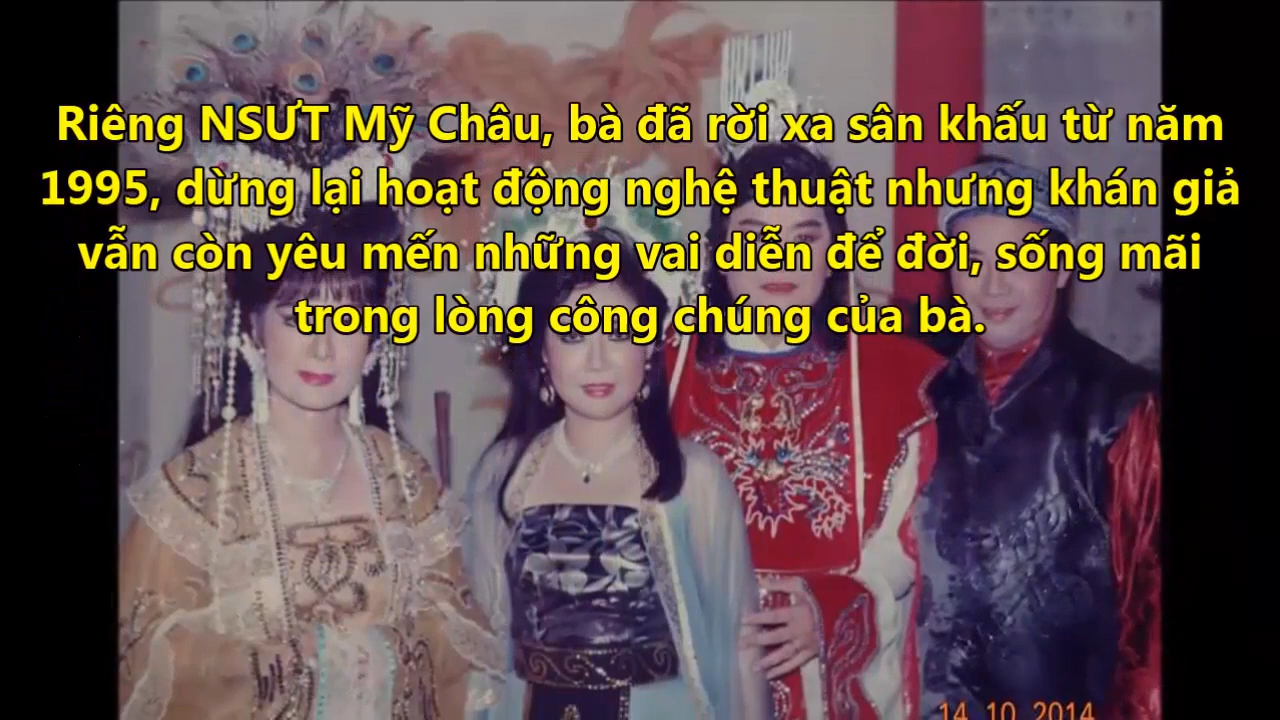 Riêng NSƯT Mỹ Châu, bà đã rời xa sân khấu từ năm
1995, dừng lại hoạt động nghệ thuật nhưng khán giả
vẫn còn yêu mến những vai diễn để đời, sống mãi
trong lòng công chúng của bà.
14 10 2014